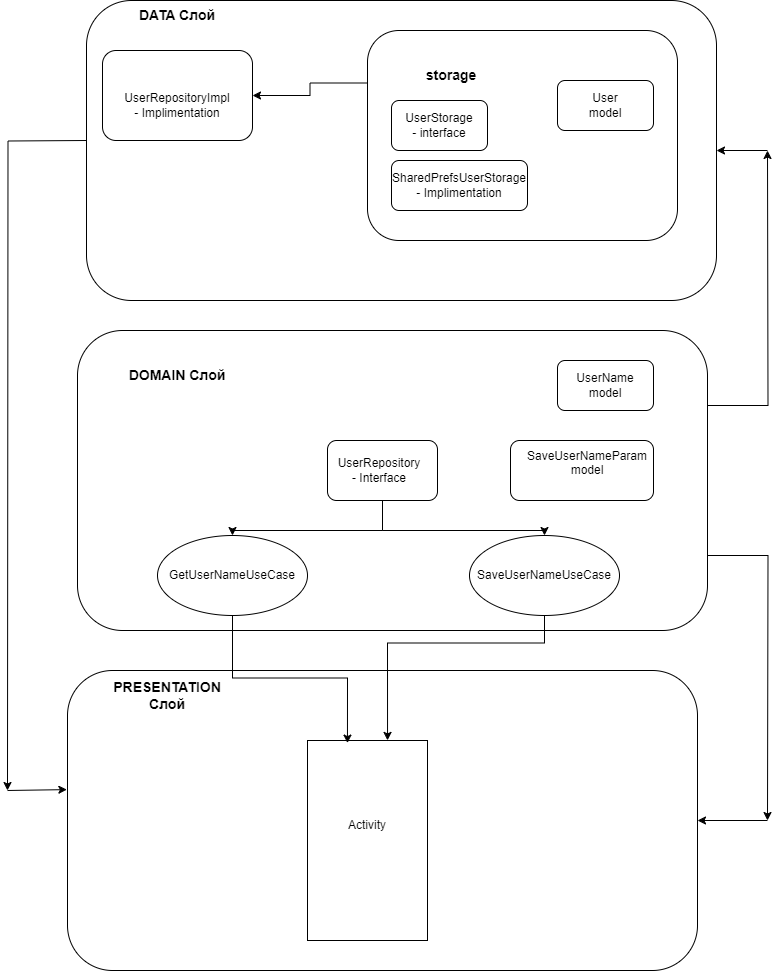 DATA Слой
UserRepositoryImpl
- Implimentation
storage
UserStorage
- interface
User
model
SharedPrefsUserStorage
- Implimentation
DOMAIN Слой
UserName
model
UserRepository
- Interface
SaveUserNameParam
model
GetUserNameUseCase
SaveUserNameUseCase
PRESENTATION
Слой
Activity